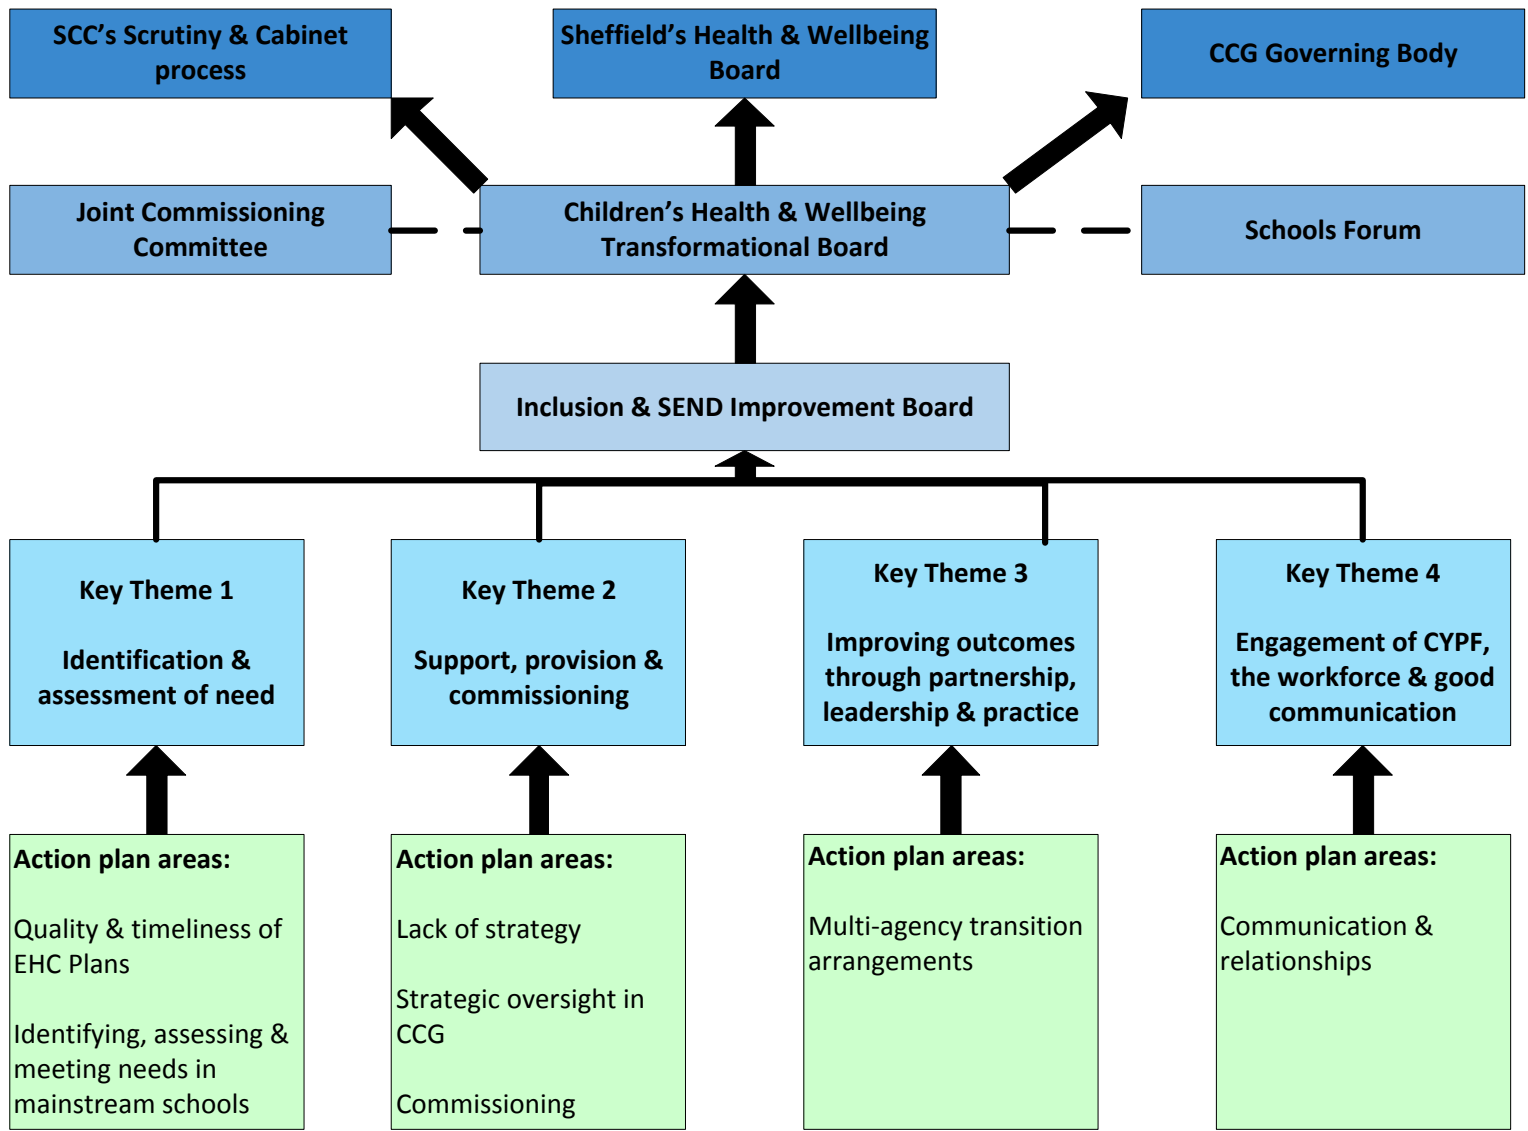 SCC's Scrutiny & Cabinet
process
Sheffield's Health & Wellbeing
Board
CCG Governing Body
Joint Commissioning
Committee
Children's Health & Wellbeing
Transformational Board
Schools Forum
Inclusion & SEND Improvement Board
Key Theme 1
Identification &
assessment of need
Key Theme 2
Support, provision &
commissioning
Key Theme 3
Improving outcomes
through partnership,
leadership & practice
Key Theme 4
Engagement of CYPF,
the workforce & good
communication
Action plan areas:
Quality & timeliness of
EHC Plans
Identifying, assessing &
meeting needs in
mainstream schools
Action plan areas:
Lack of strategy
Strategic oversight in
CCG
Commissioning
Action plan areas:
Multi-agency transition
arrangements
Action plan areas:
Communication &
relationships